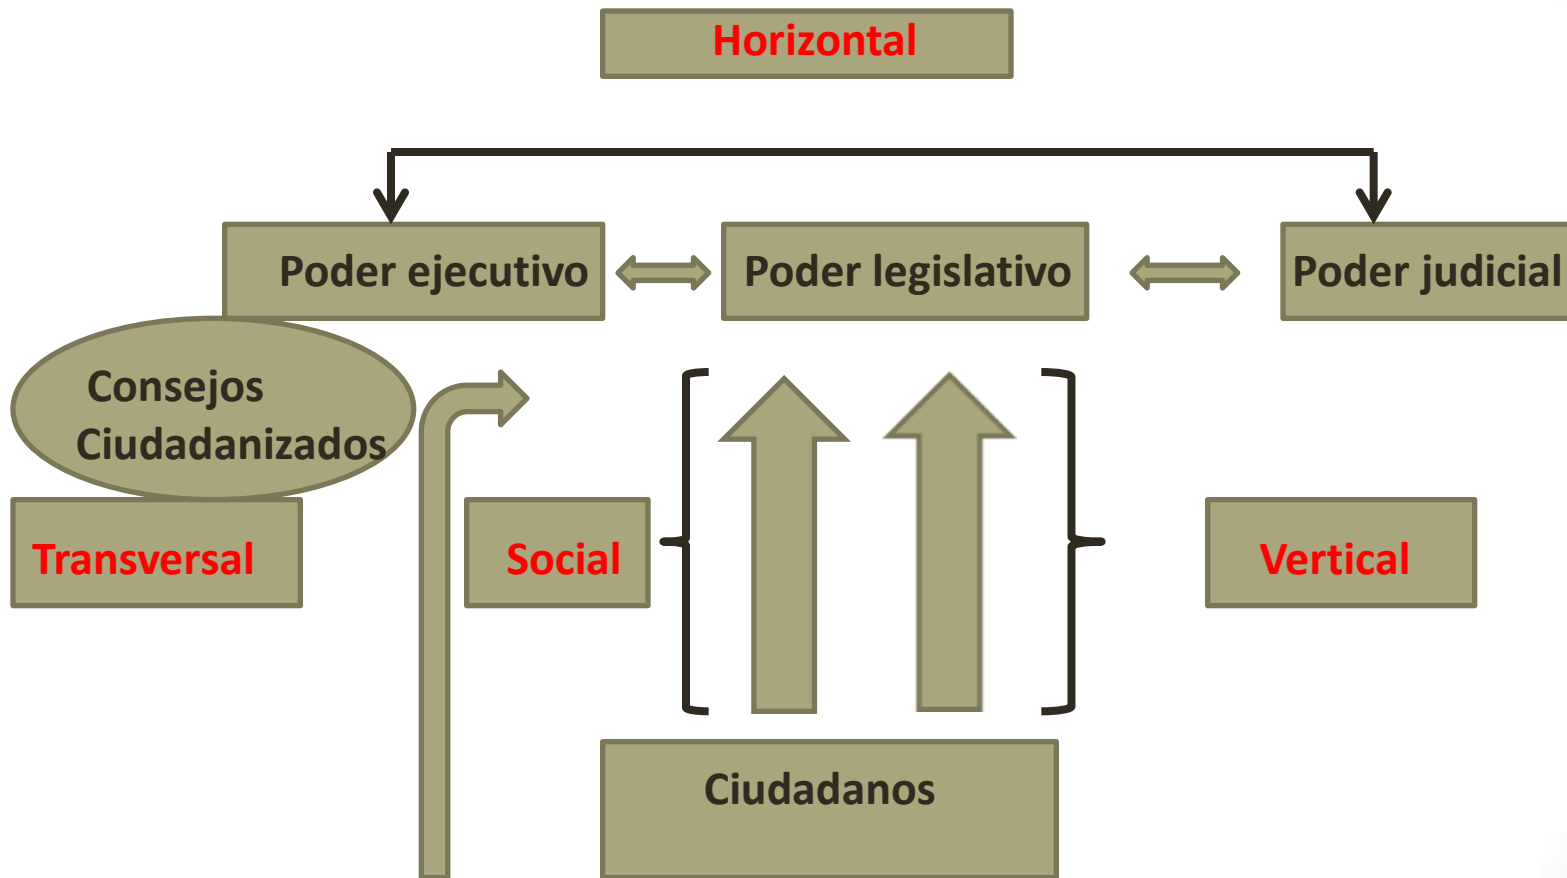 Horizontal
Poder ejecutivo
Poder legislativo
Poder judicial
Consejos
Ciudadanizados
Transversal
Social
Vertical
Ciudadanos